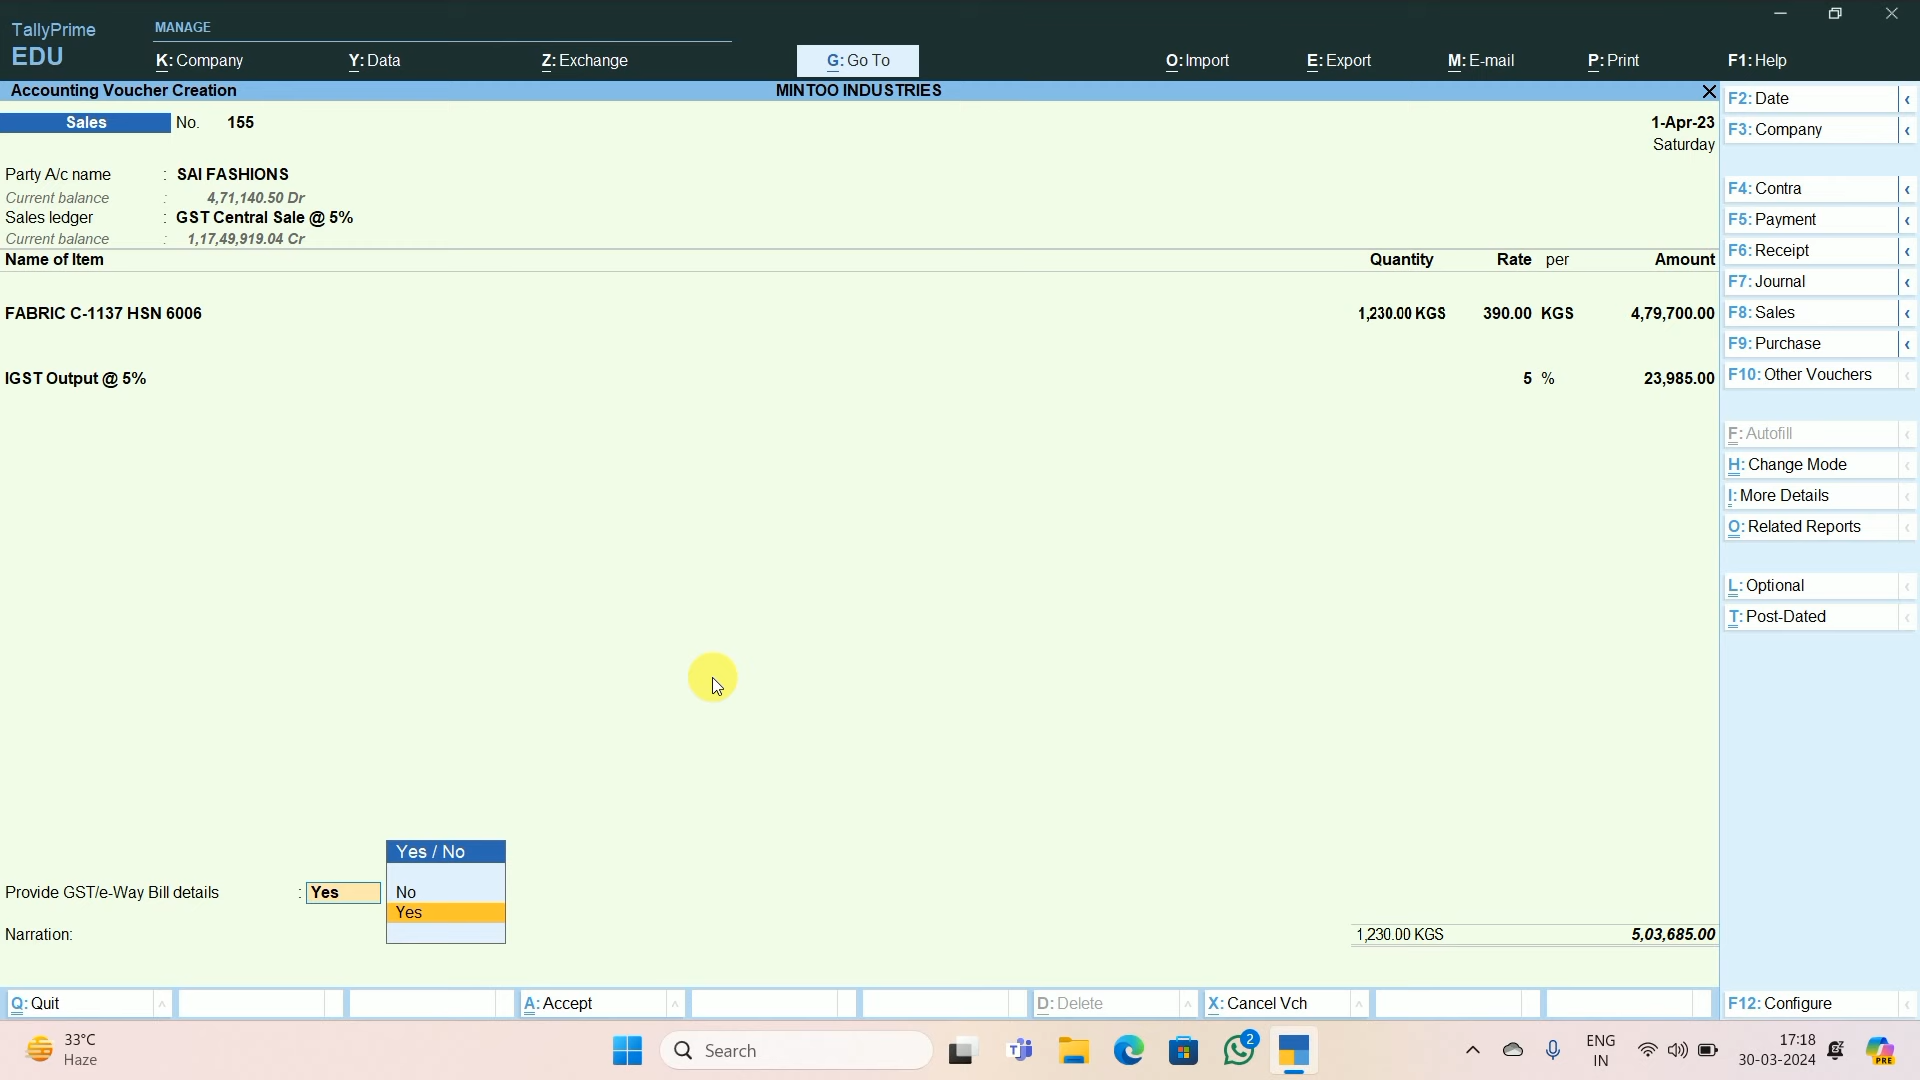 TallyPrime
EDU
MANAGE
K: Company
Y: Data
Z: Exchange
G: Go To
O: Import
E: Export
M: E-mail
P: Print
F1: Help
Accounting Voucher Creation
MINTOO INDUSTRIES
Sales No. 155
1-Apr-23
Saturday
Party A/c name : SAI FASHIONS
Current balance : 4,71,140.50 Dr
Sales ledger : GST Central Sale @ 5%
Current balance : 1,17,49,919.04 Cr
Name of Item Quantity Rate per Amount
FABRIC C-1137 HSN 6006 1,230.00 KGS 390.00 KGS 4,79,700.00
IGST Output @ 5% 5 % 23,985.00
Yes / No
No
Yes
Provide GST/e-Way Bill details : Yes
Narration:
1,230.00 KGS 5,03,685.00
F2: Date
F3: Company
F4: Contra
F5: Payment
F6: Receipt
F7: Journal
F8: Sales
F9: Purchase
F10: Other Vouchers
F: Autofill
H: Change Mode
I: More Details
O: Related Reports
L: Optional
T: Post-Dated
Q: Quit
A: Accept
D: Delete
X: Cancel Vch
F12: Configure
33°C
Haze
Search
2
ENG
IN
17:18
30-03-2024
PRE